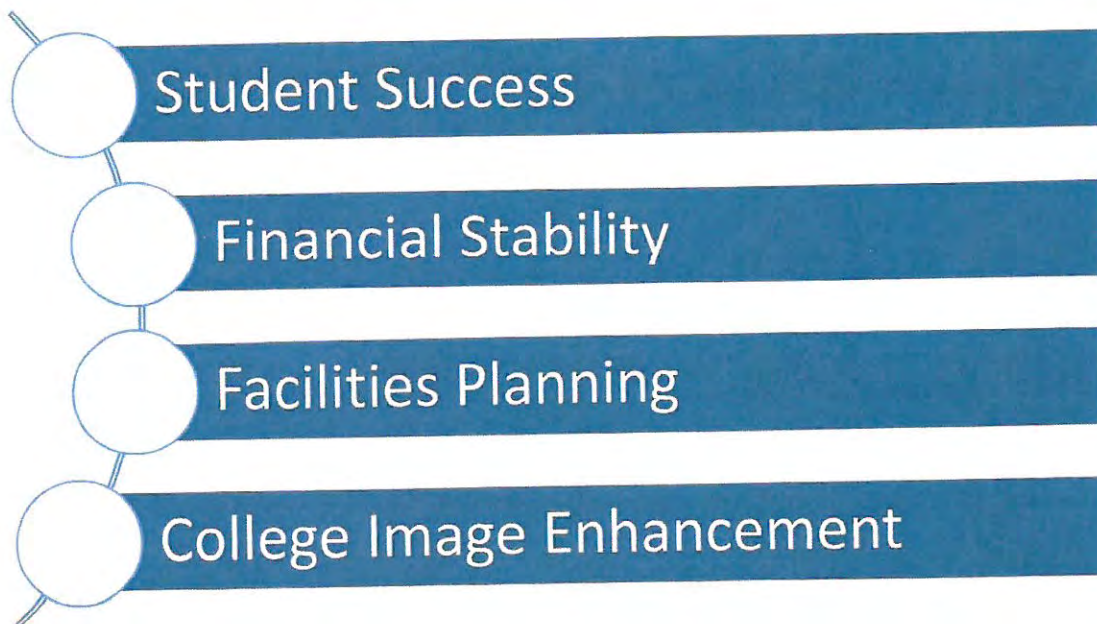 Student Success
Financial Stability
Facilities Planning
College Image Enhancement